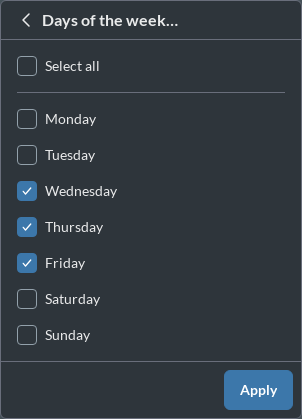 Days of the week...
Select all
Monday
Tuesday
Wednesday
Thursday
Friday
Saturday
Sunday
Apply